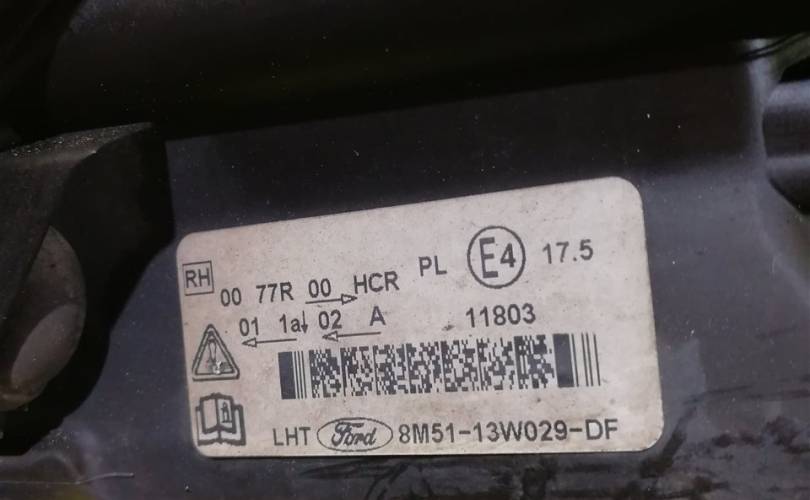 RH 00 77R 00 HCR PL E4 17.5
01 1a 02 A 11803
LHT Ford 8M51-13W029-DF